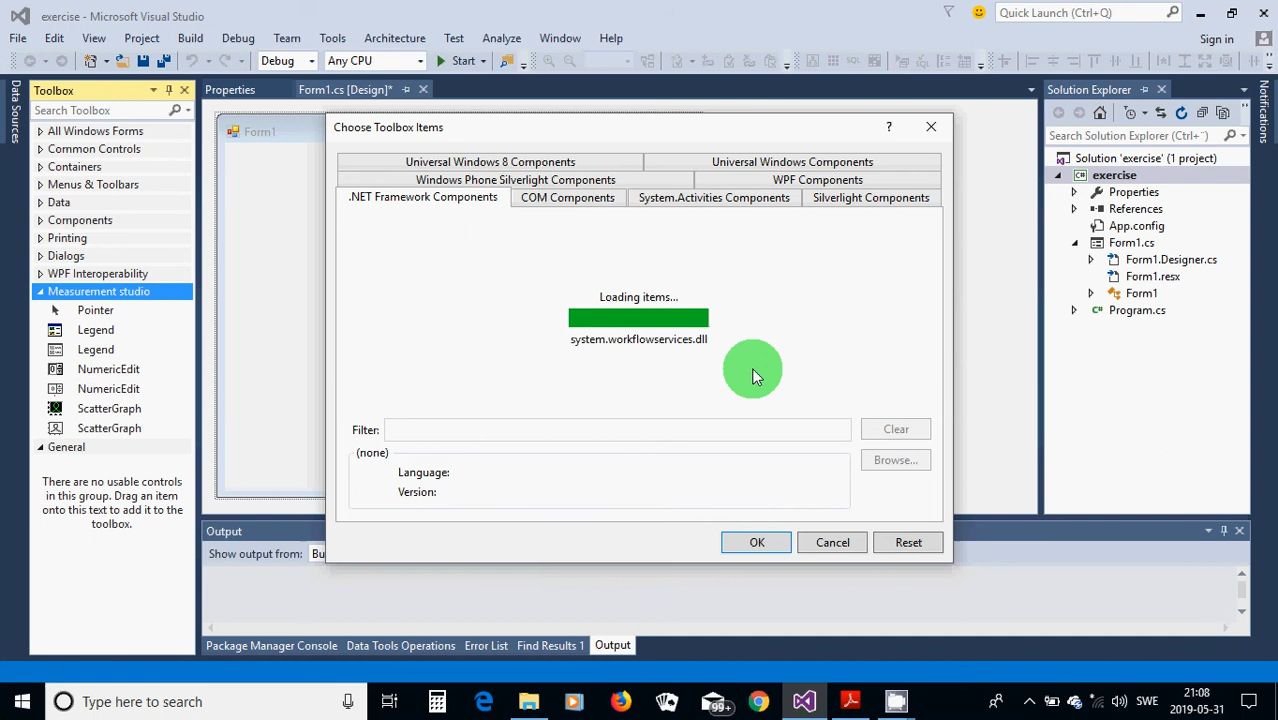 exercise - Microsoft Visual Studio
Quick Launch (Ctrl+Q)
File Edit View Project Build Debug Team Tools Architecture Test Analyze Window Help
Sign in
Debug Any CPU Start
Data Sources
Toolbox
Search Toolbox
All Windows Forms
Common Controls
Containers
Menus & Toolbars
Data
Components
Printing
Dialogs
WPF Interoperability
Measurement studio
Pointer
Legend
Legend
NumericEdit
NumericEdit
ScatterGraph
ScatterGraph
General
There are no usable controls
in this group. Drag an item
onto this text to add it to the
toolbox.
Properties Form1.cs [Design]*
Form1
Choose Toolbox Items ?
Universal Windows 8 Components Universal Windows Components
Windows Phone Silverlight Components WPF Components
.NET Framework Components COM Components System.Activities Components Silverlight Components
Loading items...
system.workflowservices.dll
Filter: Clear
(none) Browse...
Language:
Version:
OK Cancel Reset
Output
Show output from: Bu
Package Manager Console Data Tools Operations Error List Find Results 1 Output
Solution Explorer
Search Solution Explorer (Ctrl+¨)
Solution 'exercise' (1 project)
exercise
Properties
References
App.config
Form1.cs
Form1.Designer.cs
Form1.resx
Form1
Program.cs
Notifications
Type here to search
99+
SWE
21:08
2019-05-31